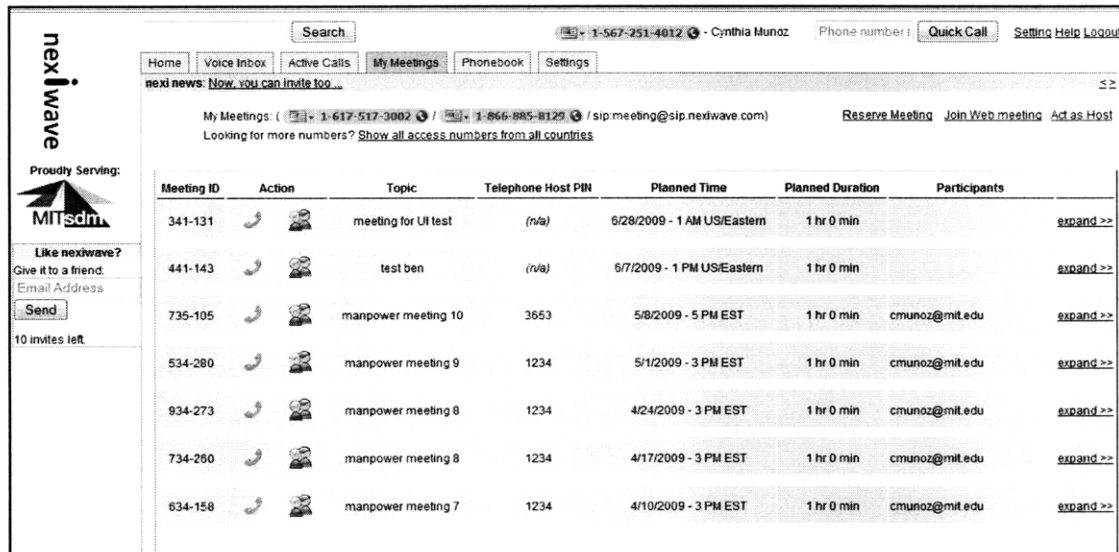 Search
1-567-251-4012 - Cynthia Munoz
Phone number
Quick Call
Setting Help Logout
nexiwave
Home Voice Inbox Active Calls My Meetings Phonebook Settings
nexi news: Now, you can invite too ...
< >
My Meetings: ( 1-617-517-3002 / 1-866-885-8129 / sip:meeting@sip.nexiwave.com)
Reserve Meeting Join Web meeting Act as Host
Looking for more numbers? Show all access numbers from all countries
Proudly Serving:
MITsdm
Like nexiwave?
Give it to a friend:
Email Address
Send
10 invites left.
Meeting ID Action Topic Telephone Host PIN Planned Time Planned Duration Participants
341-131 meeting for UI test (n/a) 6/28/2009 - 1 AM US/Eastern 1 hr 0 min expand >>
441-143 test ben (n/a) 6/7/2009 - 1 PM US/Eastern 1 hr 0 min expand >>
735-105 manpower meeting 10 3653 5/8/2009 - 5 PM EST 1 hr 0 min cmunoz@mit.edu expand >>
534-280 manpower meeting 9 1234 5/1/2009 - 3 PM EST 1 hr 0 min cmunoz@mit.edu expand >>
934-273 manpower meeting 8 1234 4/24/2009 - 3 PM EST 1 hr 0 min cmunoz@mit.edu expand >>
734-260 manpower meeting 8 1234 4/17/2009 - 3 PM EST 1 hr 0 min cmunoz@mit.edu expand >>
634-158 manpower meeting 7 1234 4/10/2009 - 3 PM EST 1 hr 0 min cmunoz@mit.edu expand >>